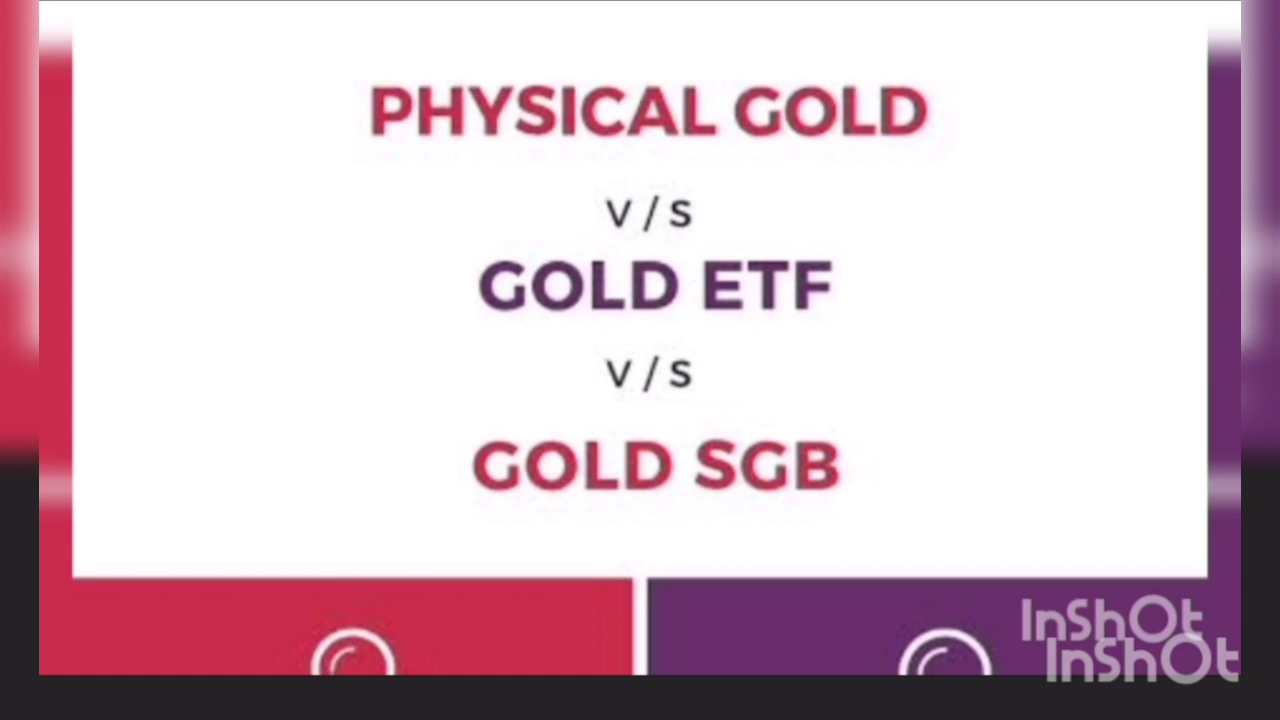 PHYSICAL GOLD
V / S
GOLD ETF
V / S
GOLD SGB
InShOt
InShOt